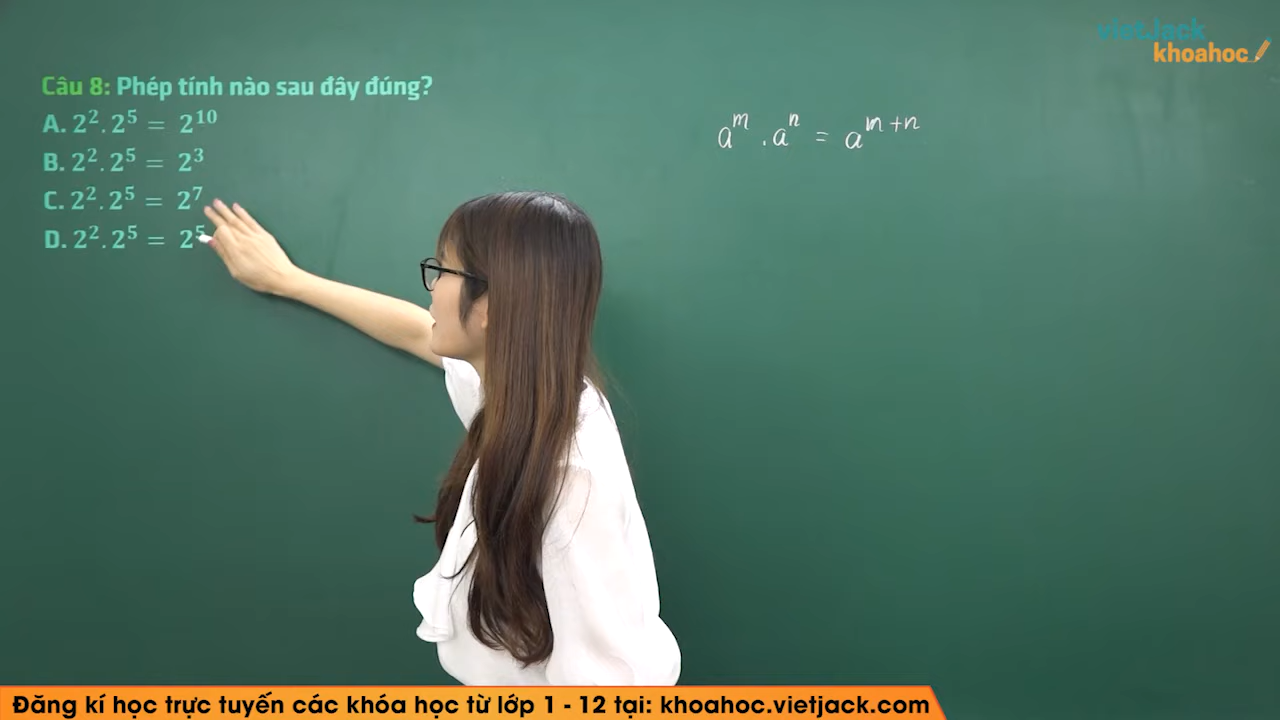 vietJack
khoahoc
Câu 8: Phép tính nào sau đây đúng?
A. 2². 2⁵ = 2¹⁰
B. 2². 2⁵ = 2³
C. 2². 2⁵ = 2⁷
D. 2². 2⁵ = 2⁵
aᵐ . aⁿ = aᵐ⁺ⁿ
Đăng kí học trực tuyến các khóa học từ lớp 1 - 12 tại: khoahoc.vietjack.com